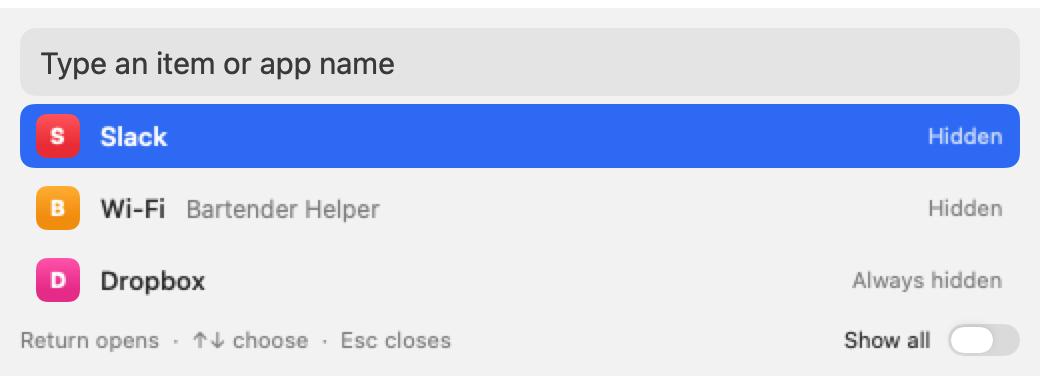 Type an item or app name
S Slack Hidden
B Wi-Fi Bartender Helper Hidden
D Dropbox Always hidden
Return opens · ↑↓ choose · Esc closes Show all